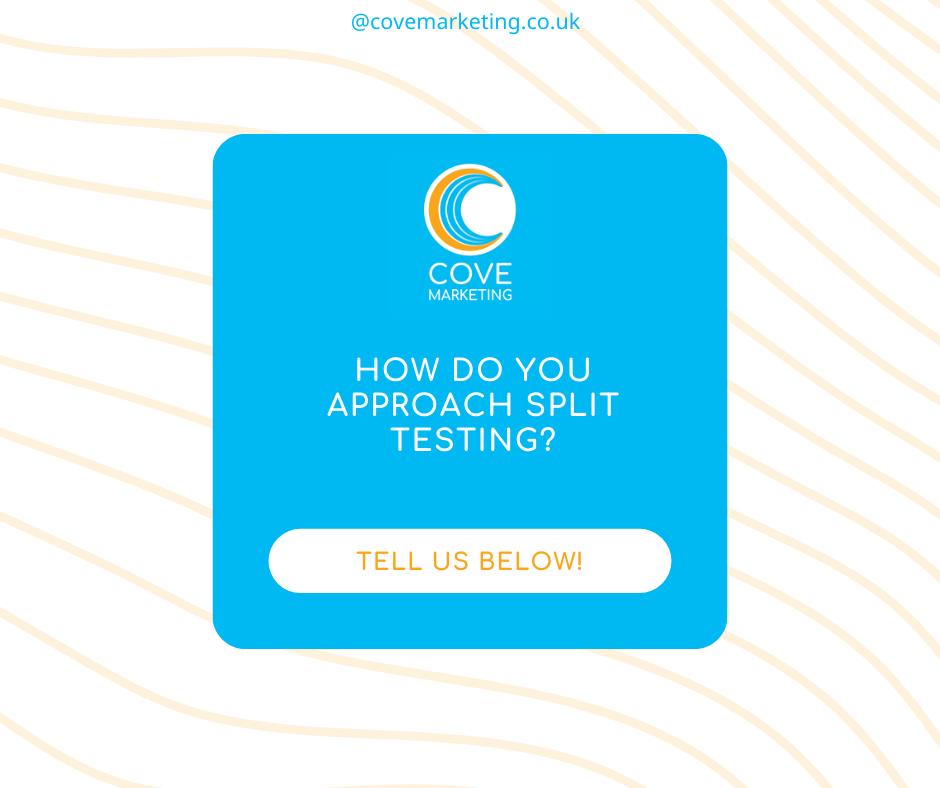 @covemarketing.co.uk
COVE
MARKETING
HOW DO YOU
APPROACH SPLIT
TESTING?
TELL US BELOW!